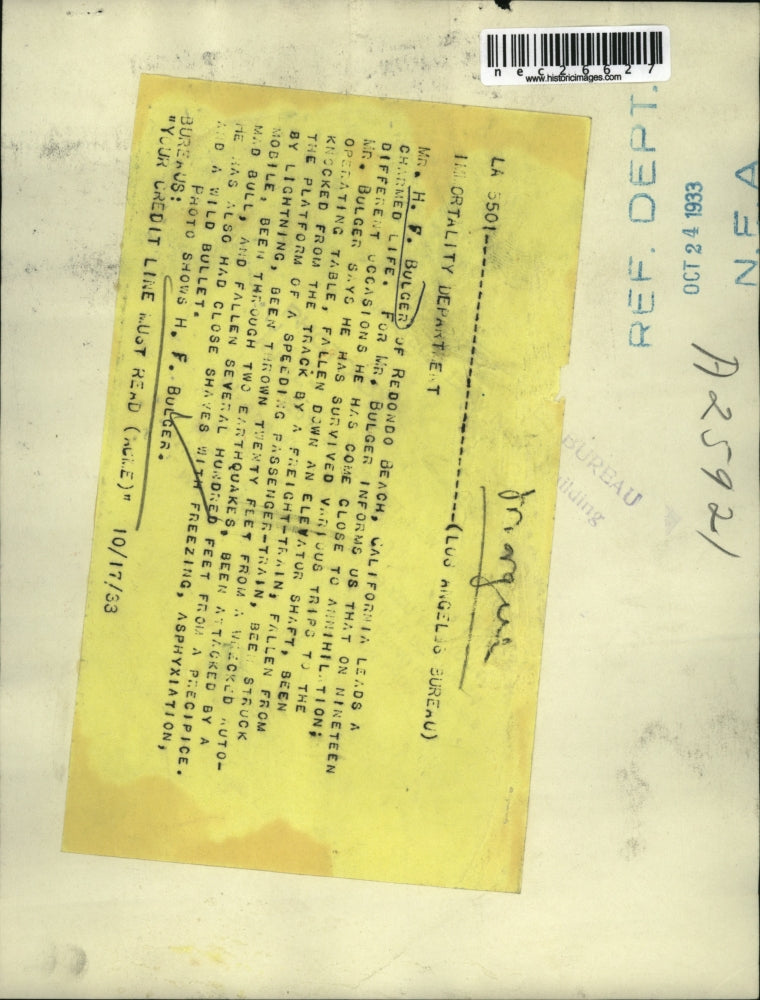 nec26627
www.historicimages.com
N.E.A
REF. DEPT.
OCT 24 1933
A 25921
BUREAU
LA 5501--------------------(LOS ANGELES BUREAU)
IMMORTALITY DEPARTMENT
MR. H. F. BULGER OF REDONDO BEACH, CALIFORNIA LEADS A
CHARMED LIFE. FOR MR. BULGER INFORMS US THAT ON NINETEEN
DIFFERENT OCCASIONS HE HAS COME CLOSE TO ANNIHILATION;
MR. BULGER SAYS HE HAS SURVIVED VARIOUS TRIPS TO THE
OPERATING TABLE, FALLEN DOWN AN ELEVATOR SHAFT, BEEN
KNOCKED FROM THE TRACK BY A FREIGHT-TRAIN, FALLEN FROM
THE PLATFORM OF A SPEEDING PASSENGER-TRAIN, BEEN STRUCK
BY LIGHTNING, BEEN THROWN TWENTY FEET FROM A WRECKED AUTO-
MOBILE, BEEN THROUGH TWO EARTHQUAKES, BEEN ATTACKED BY A
MAD BULL, AND FALLEN SEVERAL HUNDRED FEET FROM A PRECIPICE.
HE HAS ALSO HAD CLOSE SHAVES WITH FREEZING, ASPHYXIATION,
AND A WILD BULLET.
PHOTO SHOWS H. F. BULGER.
BUREAUS:
"YOUR CREDIT LINE MUST READ (ACME)" 10/17/33